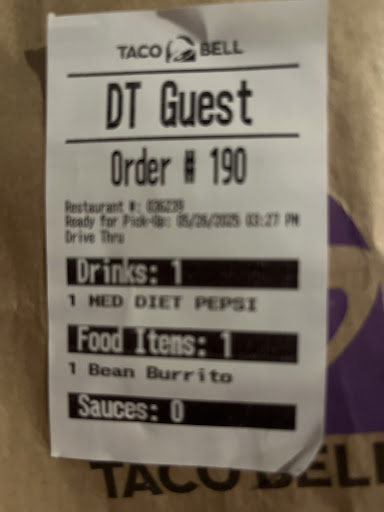 TACO BELL
DT Guest
Order # 190
Restaurant #: 036239
Ready for Pick-Up: 05/26/2025 03:27 PM
Drive Thru
Drinks: 1
1 MED DIET PEPSI
Food Items: 1
1 Bean Burrito
Sauces: 0
TACO BELL